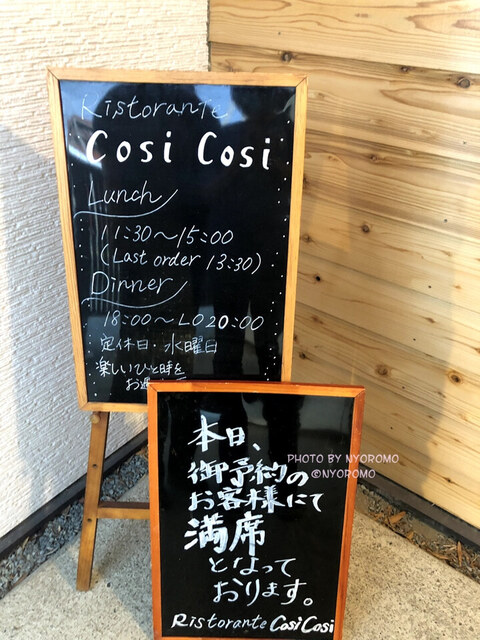 Ristorante
Cosi Cosi
Lunch
11:30～15:00
(Last order 13:30)
Dinner
18:00～LO20:00
定休日・水曜日
楽しいひと時を
お過
本日、
御予約の
お客様にて
満席
となって
おります。
Ristorante Cosi Cosi
PHOTO BY NYOROMO
©NYOROMO